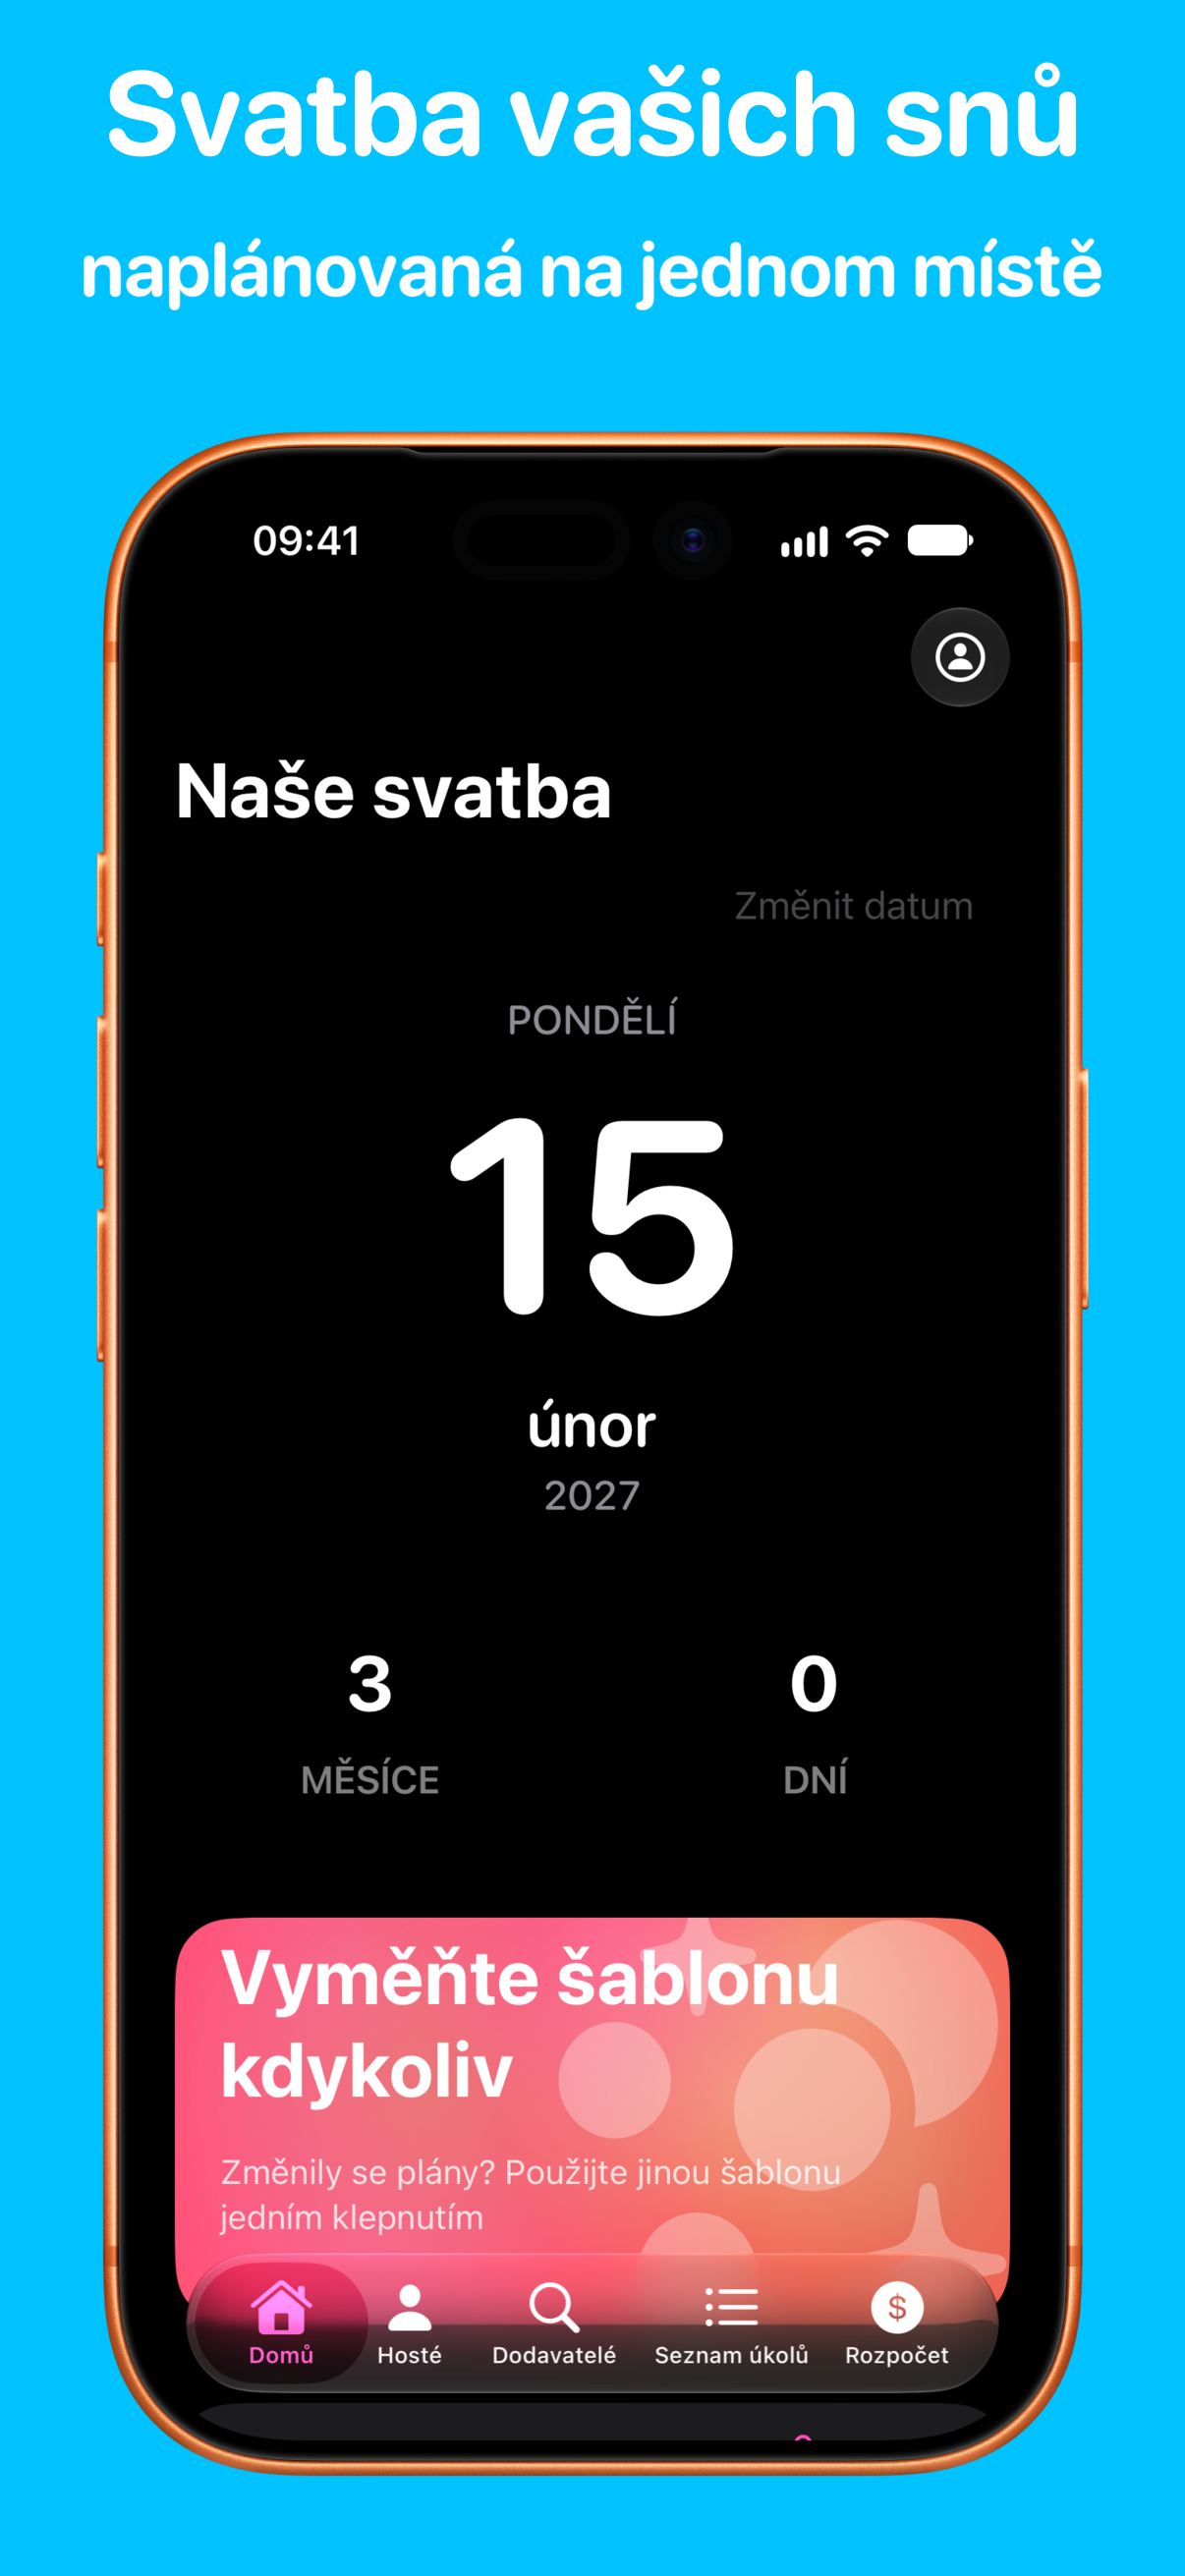 Svatba vašich snů
naplánovaná na jednom místě
09:41
Naše svatba
Změnit datum
PONDĚLÍ
15
únor
2027
3
0
MĚSÍCE
DNÍ
Vyměňte šablonu
kdykoliv
Změnily se plány? Použijte jinou šablonu
jedním klepnutím
$
Domů
Hosté
Dodavatelé
Seznam úkolů
Rozpočet